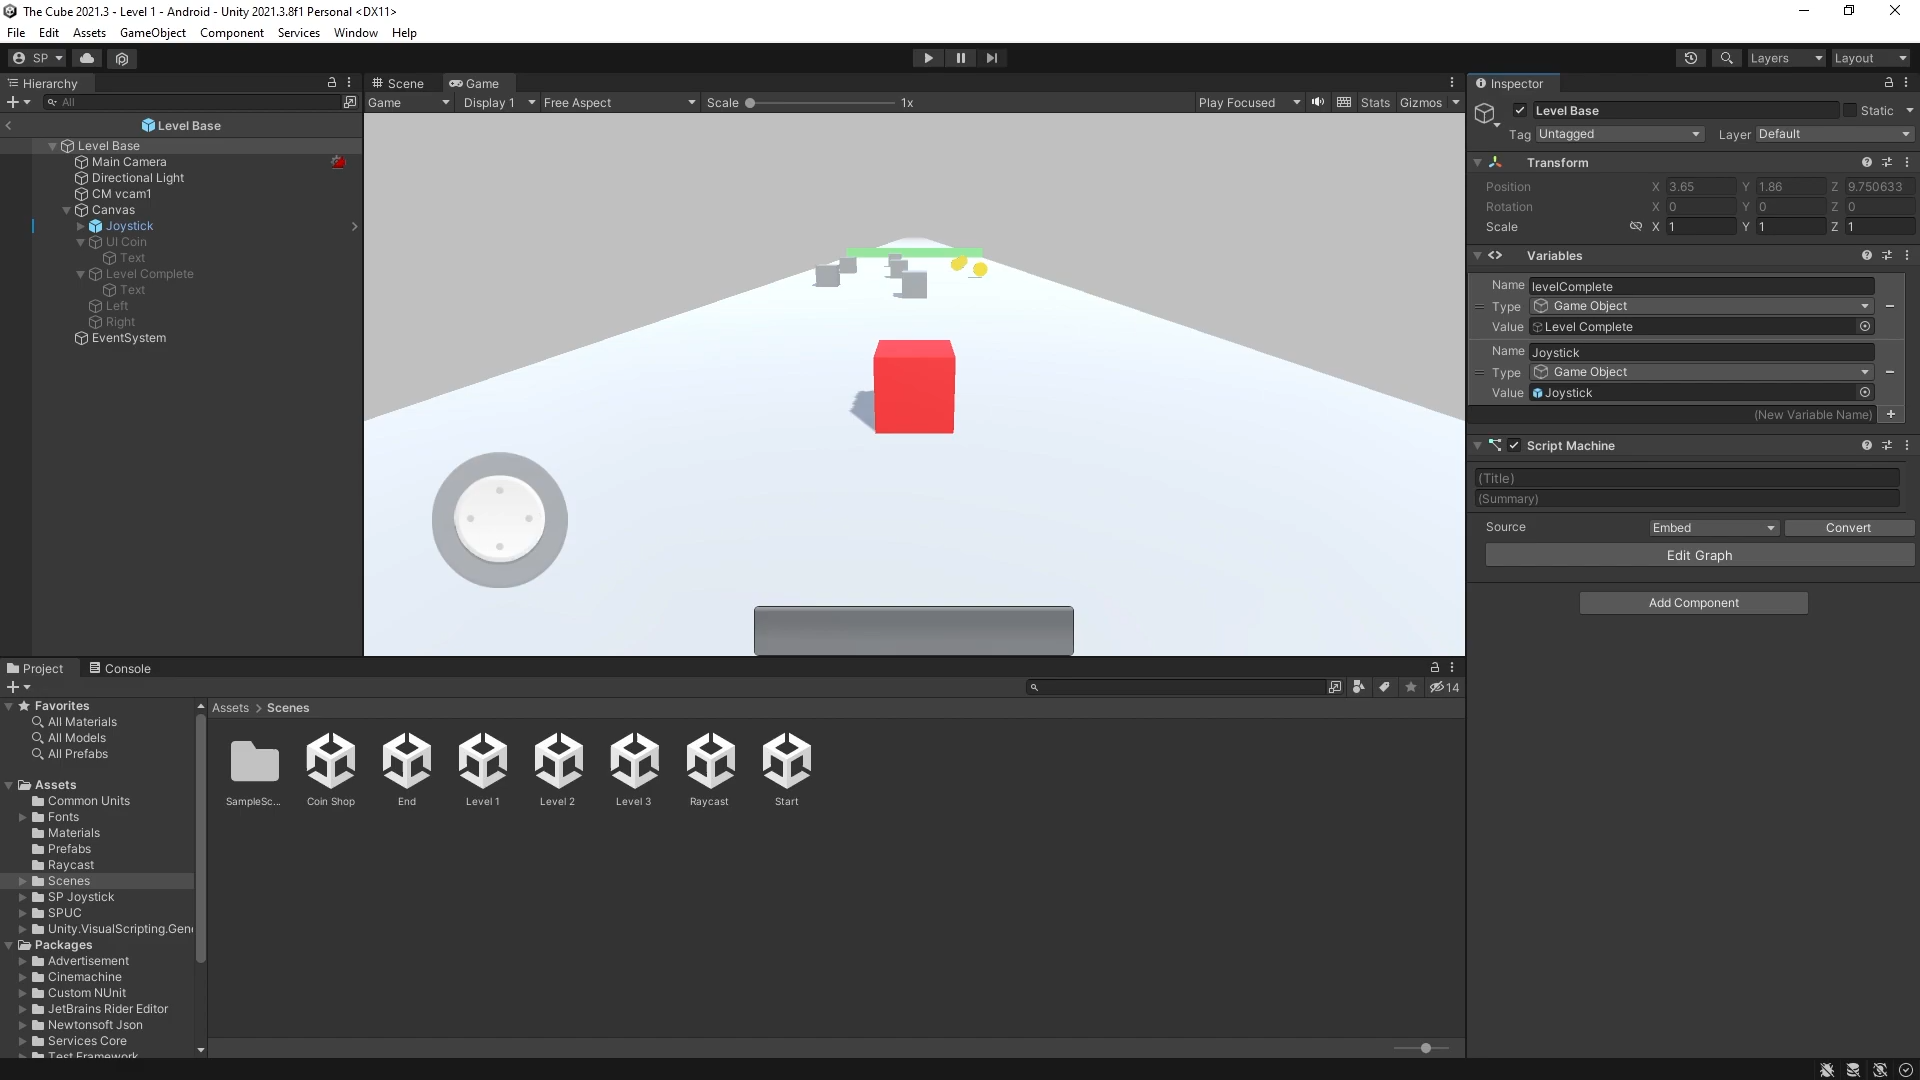 The Cube 2021.3 - Level 1 - Android - Unity 2021.3.8f1 Personal <DX11>
File Edit Assets GameObject Component Services Window Help
SP Layers Layout
Hierarchy
All
Level Base
Level Base
Main Camera
Directional Light
CM vcam1
Canvas
Joystick
UI Coin
Text
Level Complete
Text
Left
Right
EventSystem
Scene Game
Game Display 1 Free Aspect Scale 1x Play Focused Stats Gizmos
Inspector
Level Base Static
Tag Untagged Layer Default
Transform
Position X 3.65 Y 1.86 Z 9.750633
Rotation X 0 Y 0 Z 0
Scale X 1 Y 1 Z 1
Variables
Name levelComplete
Type Game Object
Value Level Complete
Name Joystick
Type Game Object
Value Joystick
(New Variable Name)
Script Machine
(Title)
(Summary)
Source Embed Convert
Edit Graph
Add Component
Project Console
14
Favorites
All Materials
All Models
All Prefabs
Assets
Common Units
Fonts
Materials
Prefabs
Raycast
Scenes
SP Joystick
SPUC
Unity.VisualScripting.Gen
Packages
Advertisement
Cinemachine
Custom NUnit
JetBrains Rider Editor
Newtonsoft Json
Services Core
Test Framework
Assets > Scenes
SampleSc... Coin Shop End Level 1 Level 2 Level 3 Raycast Start